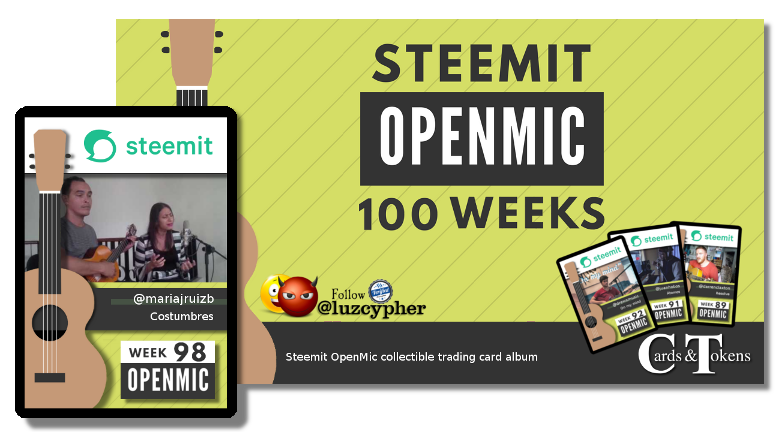 STEEMIT
OPENMIC
100 WEEKS
steemit
@mariajruizb
Costumbres
WEEK 98
OPENMIC
Follow
@luzcypher
Steemit OpenMic collectible trading card album
steemit
WEEK 92
OPENMIC
steemit
WEEK 91
OPENMIC
steemit
WEEK 89
OPENMIC
Cards & Tokens